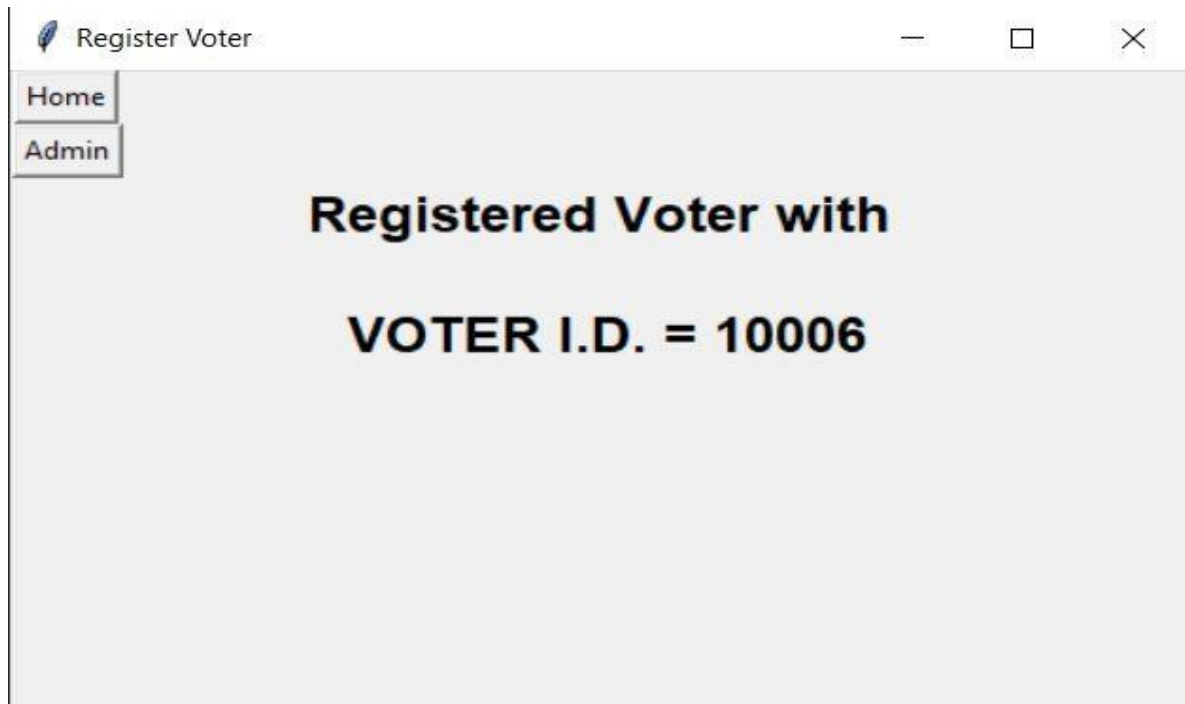 Register Voter
Home
Admin
Registered Voter with
VOTER I.D. = 10006